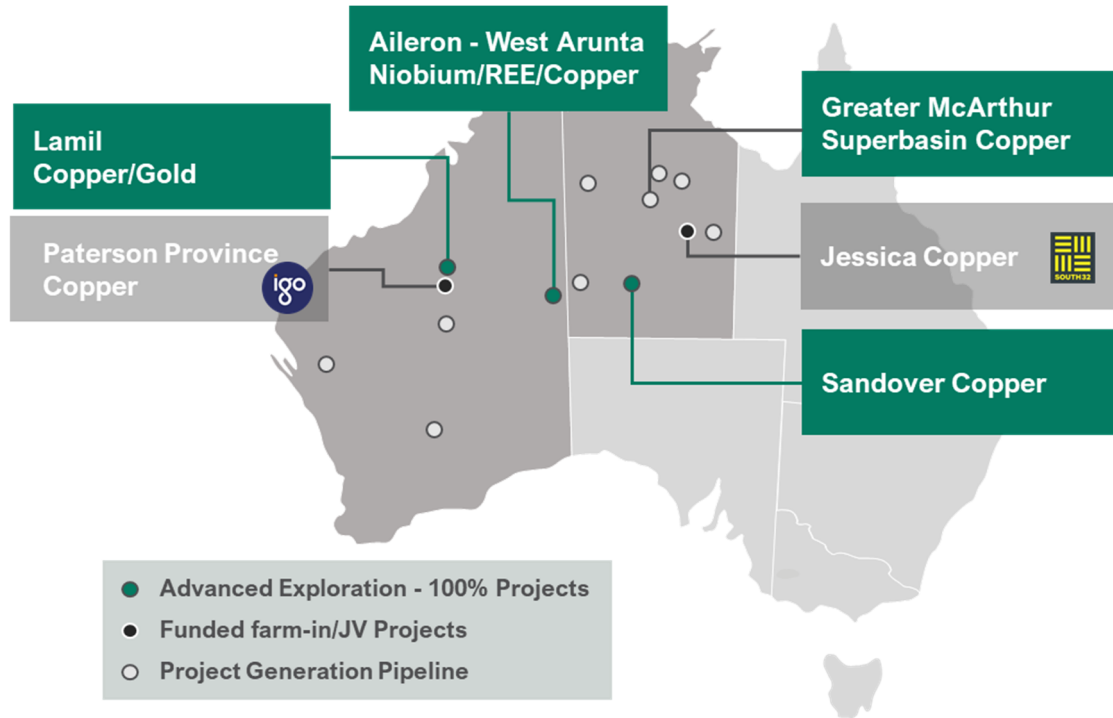 Aileron - West Arunta
Niobium/REE/Copper
Lamil
Copper/Gold
Greater McArthur
Superbasin Copper
Paterson Province
Copper
igo
Jessica Copper
SOUTH32
Sandover Copper
Advanced Exploration - 100% Projects
Funded farm-in/JV Projects
Project Generation Pipeline